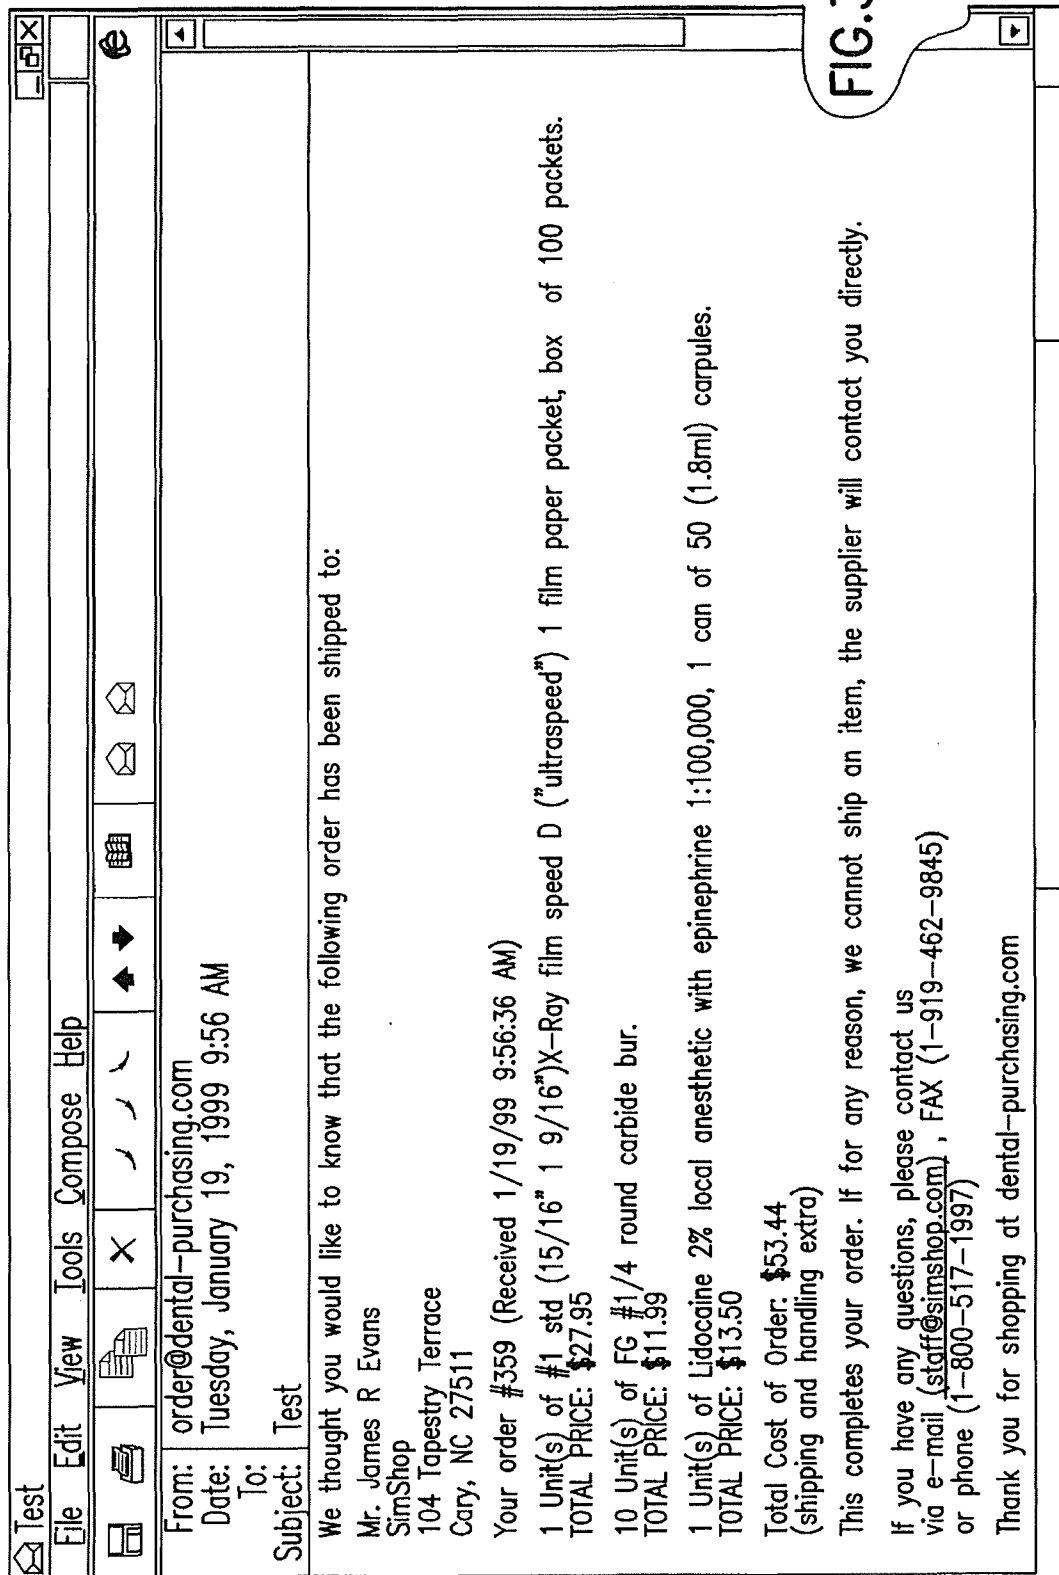 Test
File Edit View Tools Compose Help
From: order@dental-purchasing.com
Date: Tuesday, January 19, 1999 9:56 AM
To:
Subject: Test
We thought you would like to know that the following order has been shipped to:
Mr. James R Evans
SimShop
104 Tapestry Terrace
Cary, NC 27511
Your order #359 (Received 1/19/99 9:56:36 AM)
1 Unit(s) of #1 std (15/16" 1 9/16")X-Ray film speed D ("ultraspeed") 1 film paper packet, box of 100 packets.
TOTAL PRICE: $27.95
10 Unit(s) of FG #1/4 round carbide bur.
TOTAL PRICE: $11.99
1 Unit(s) of Lidocaine 2% local anesthetic with epinephrine 1:100,000, 1 can of 50 (1.8ml) carpules.
TOTAL PRICE: $13.50
Total Cost of Order: $53.44
(shipping and handling extra)
This completes your order. If for any reason, we cannot ship an item, the supplier will contact you directly.
If you have any questions, please contact us
via e-mail (staff@simshop.com) , FAX (1-919-462-9845)
or phone (1-800-517-1997)
Thank you for shopping at dental-purchasing.com
FIG.